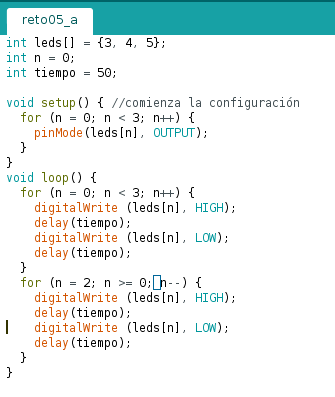 reto05_a
int leds[] = {3, 4, 5};
int n = 0;
int tiempo = 50;
void setup() { //comienza la configuración
  for (n = 0; n < 3; n++) {
    pinMode(leds[n], OUTPUT);
  }
}
void loop() {
  for (n = 0; n < 3; n++) {
    digitalWrite (leds[n], HIGH);
    delay(tiempo);
    digitalWrite (leds[n], LOW);
    delay(tiempo);
  }
  for (n = 2; n >= 0; n--) {
    digitalWrite (leds[n], HIGH);
    delay(tiempo);
    digitalWrite (leds[n], LOW);
    delay(tiempo);
  }
}